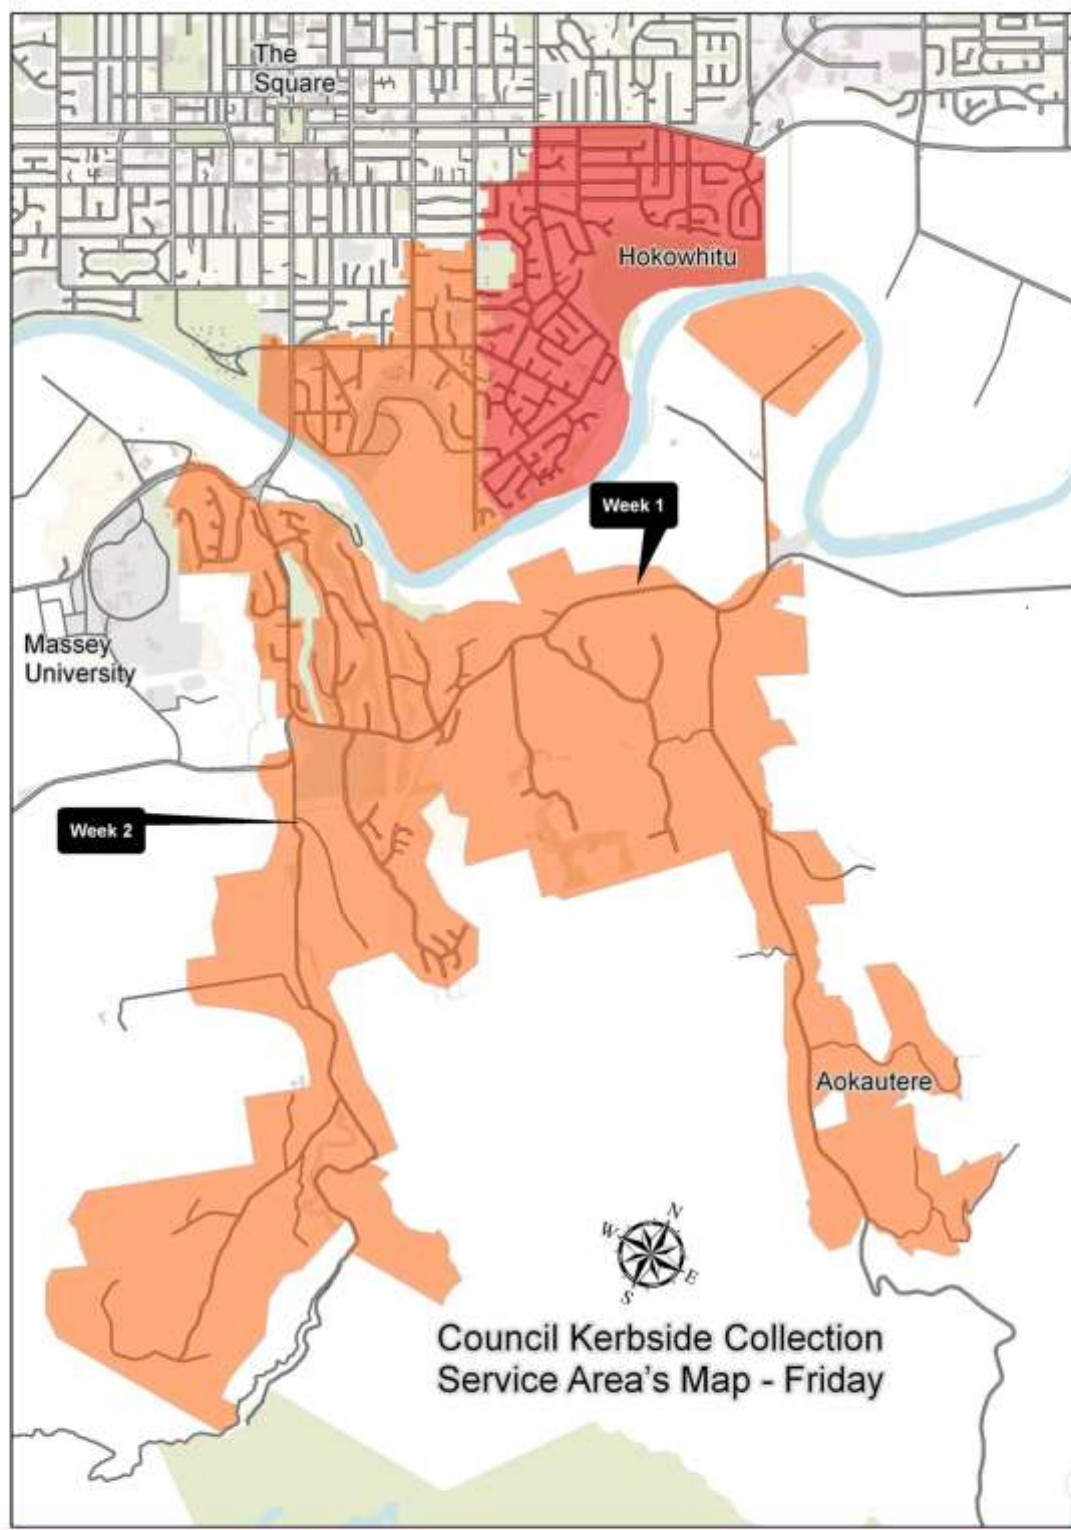 The
Square
Hokowhitu
Week 1
Massey
University
Week 2
Aokautere
N
W
E
S
Council Kerbside Collection
Service Area's Map - Friday